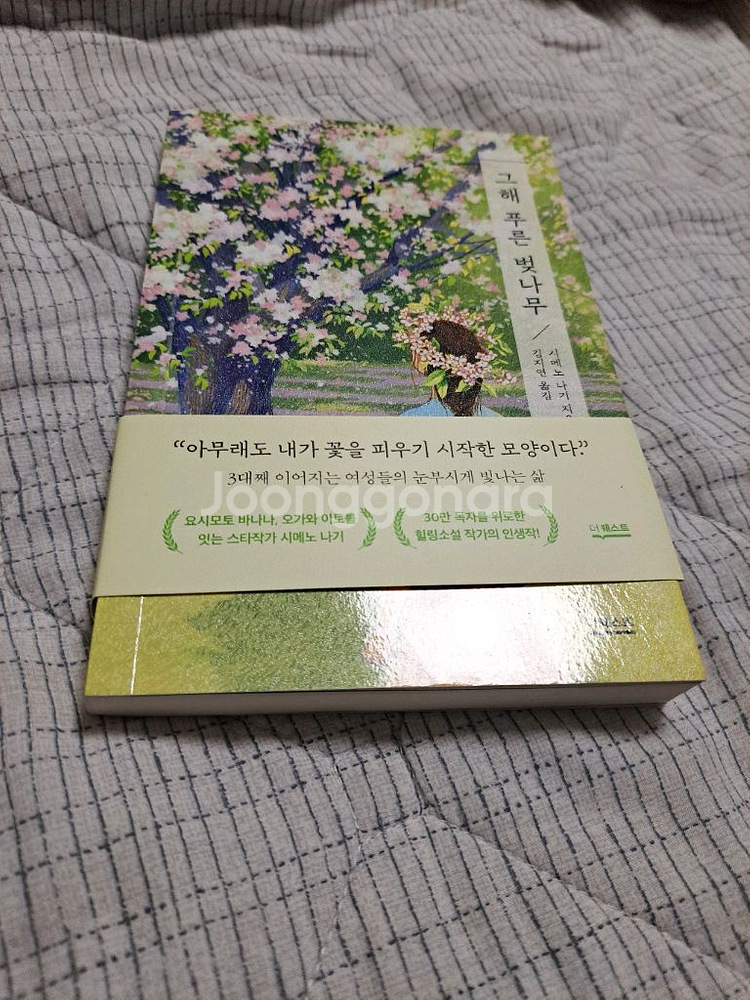 그해 푸른 벚나무
시메노 나기
김지연 옮김
“아무래도 내가 꽃을 피우기 시작한 모양이다.”
3대째 이어지는 여성들의 눈부시게 빛나는 삶
Joonggonara
요시모토 바나나, 오가와 이토를
잇는 스타작가 시메노 나기
30만 독자를 위로한
힐링소설 작가의 인생작!
더퀘스트